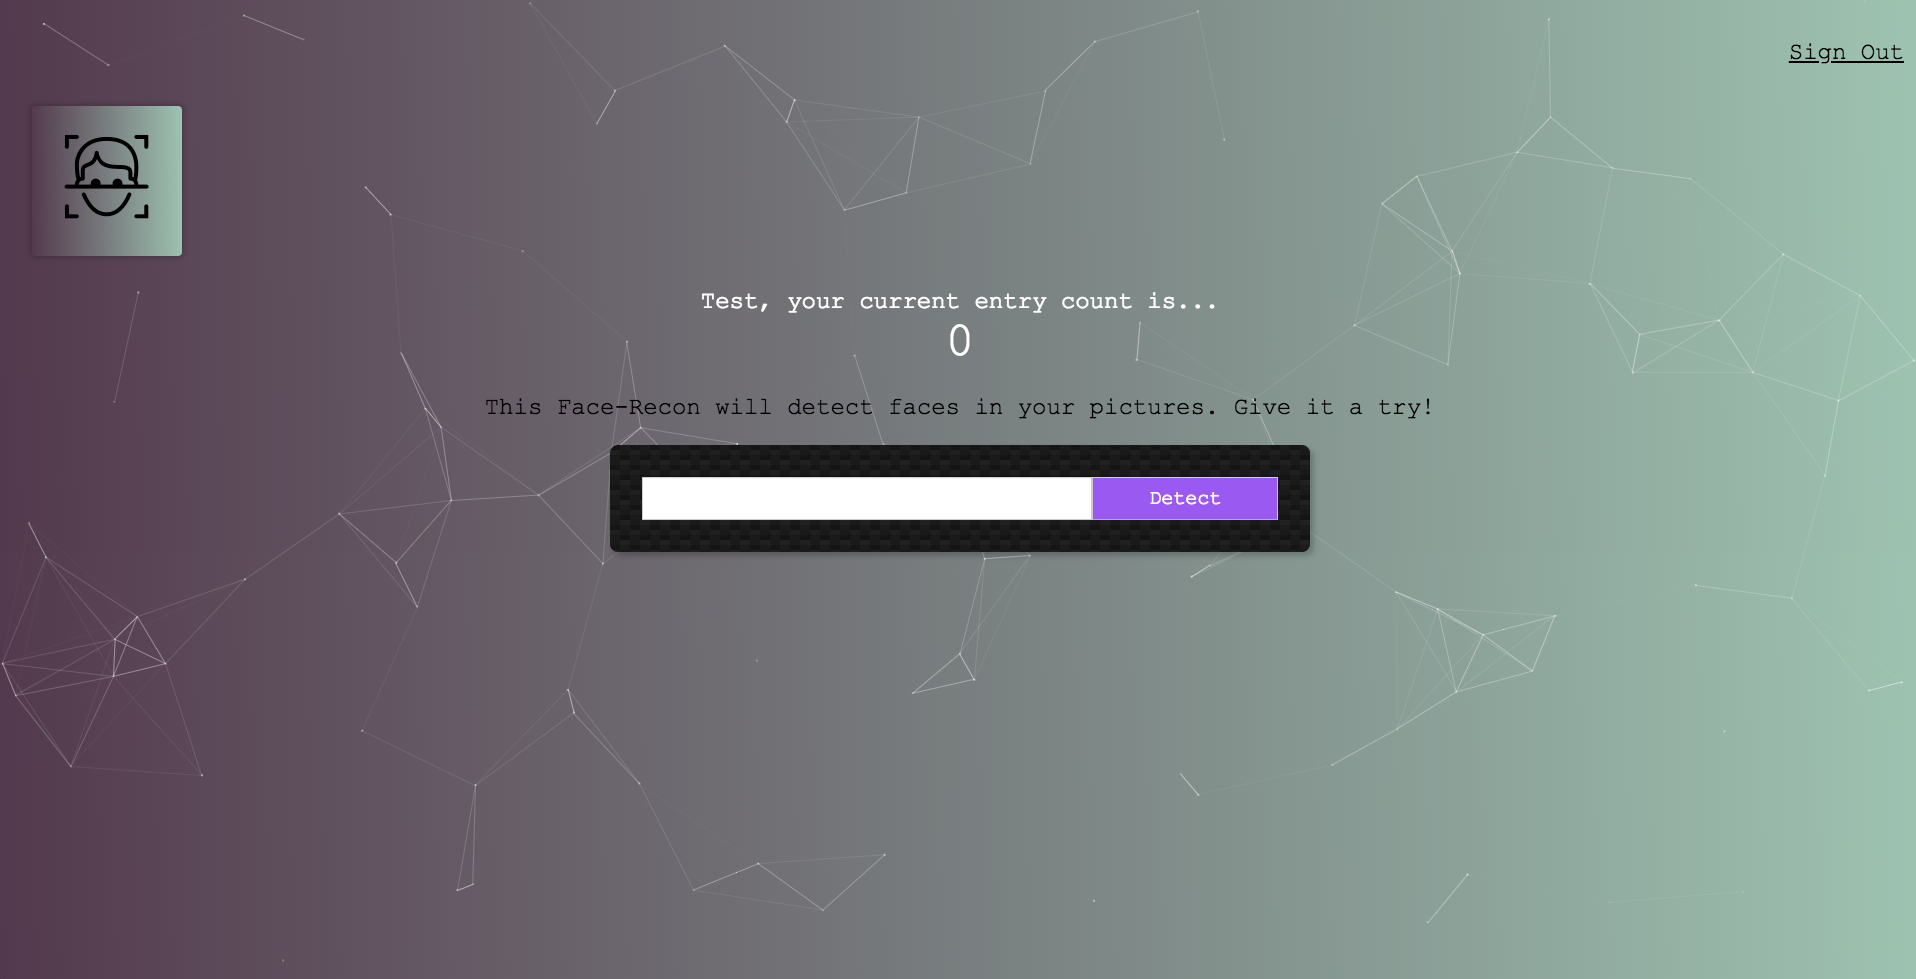 Sign Out
Test, your current entry count is...
0
This Face-Recon will detect faces in your pictures. Give it a try!
Detect